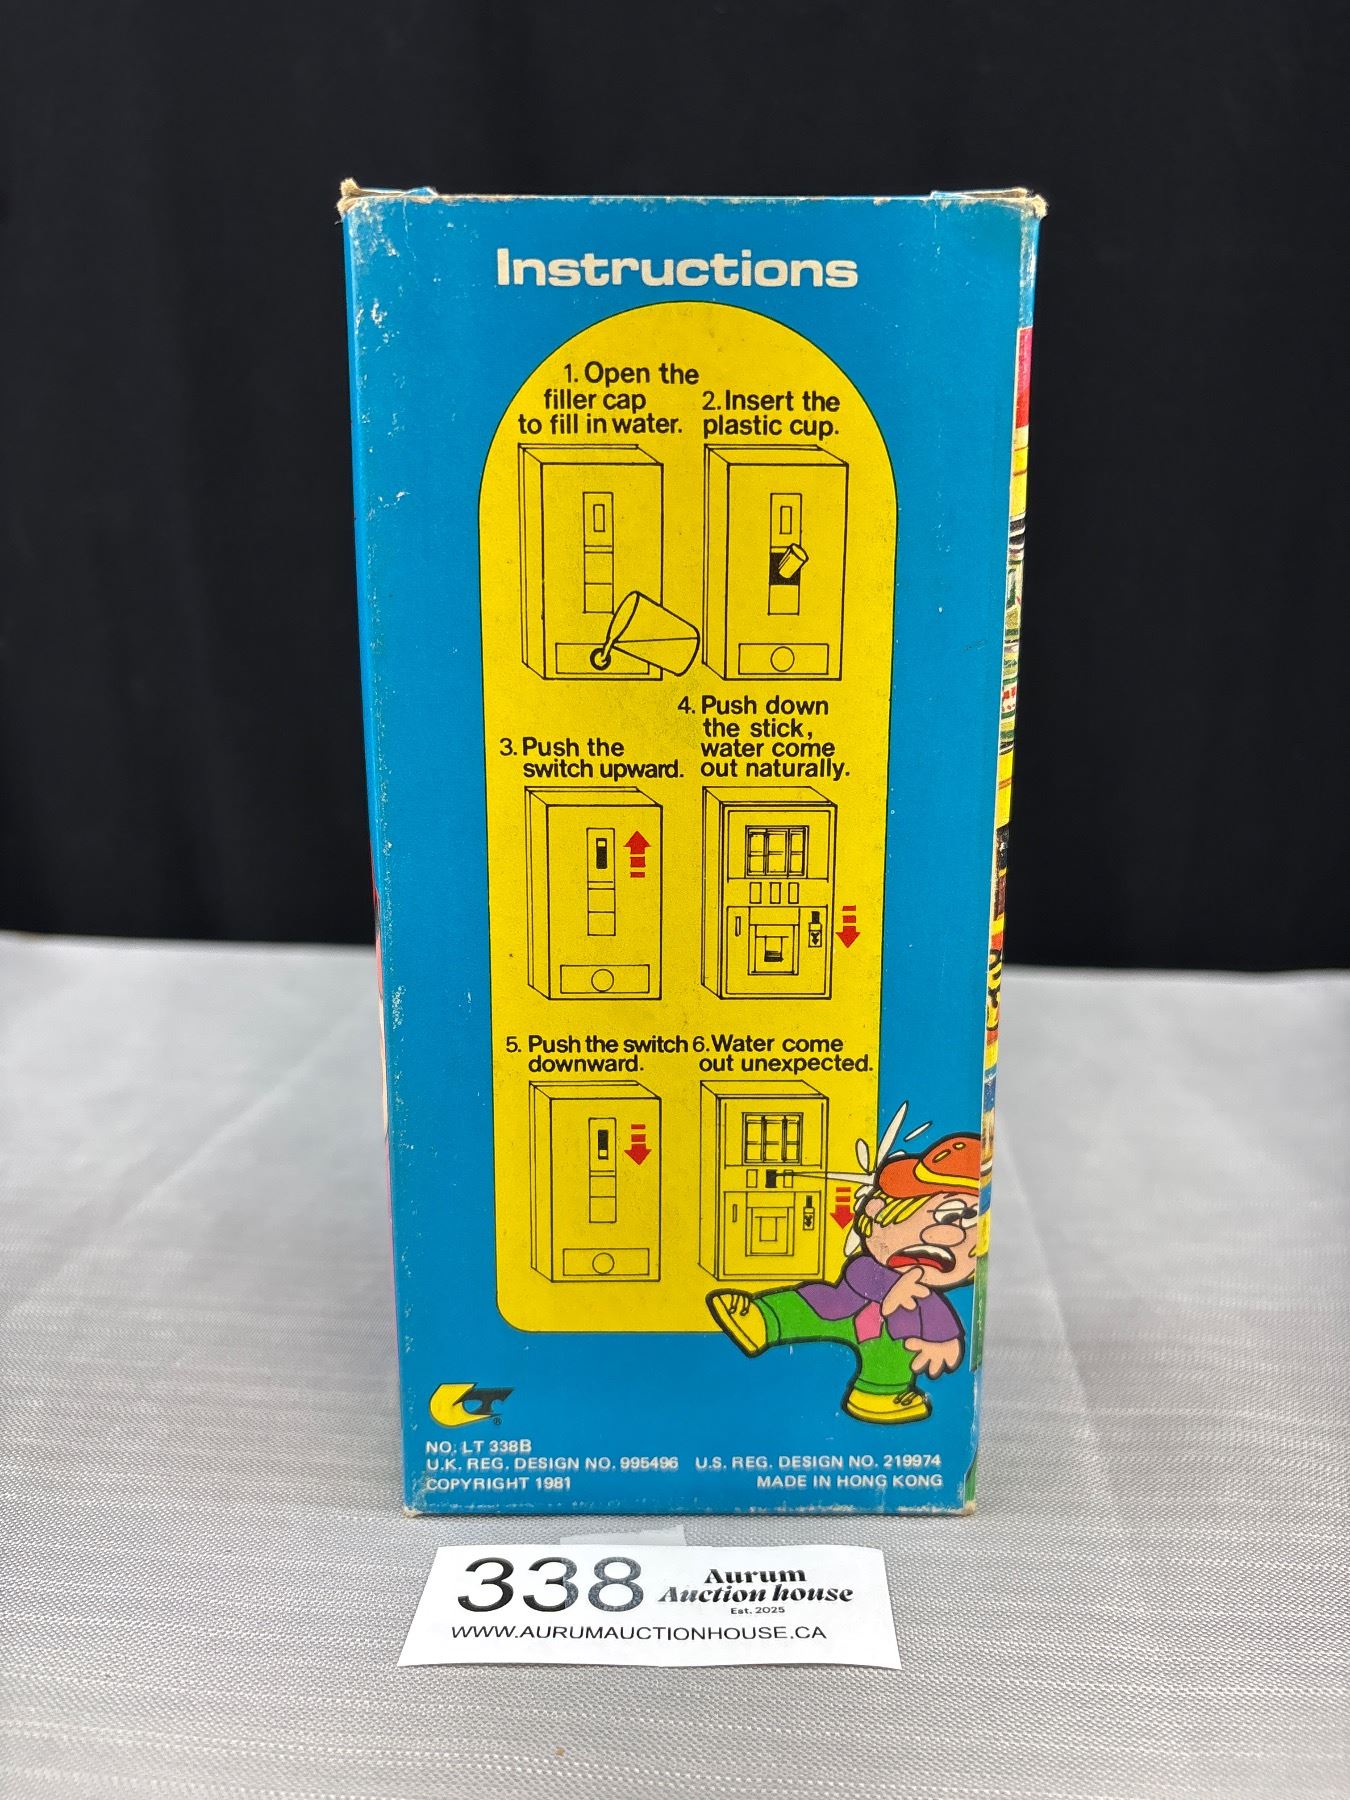 Instructions
1. Open the
filler cap
to fill in water.
2. Insert the
plastic cup.
3. Push the
switch upward.
4. Push down
the stick,
water come
out naturally.
5. Push the switch
downward.
6. Water come
out unexpected.
NO. LT 338B
U.K. REG. DESIGN NO. 995496 U.S. REG. DESIGN NO. 219974
COPYRIGHT 1981 MADE IN HONG KONG
338
Aurum
Auction house
Est. 2025
WWW.AURUMAUCTIONHOUSE.CA